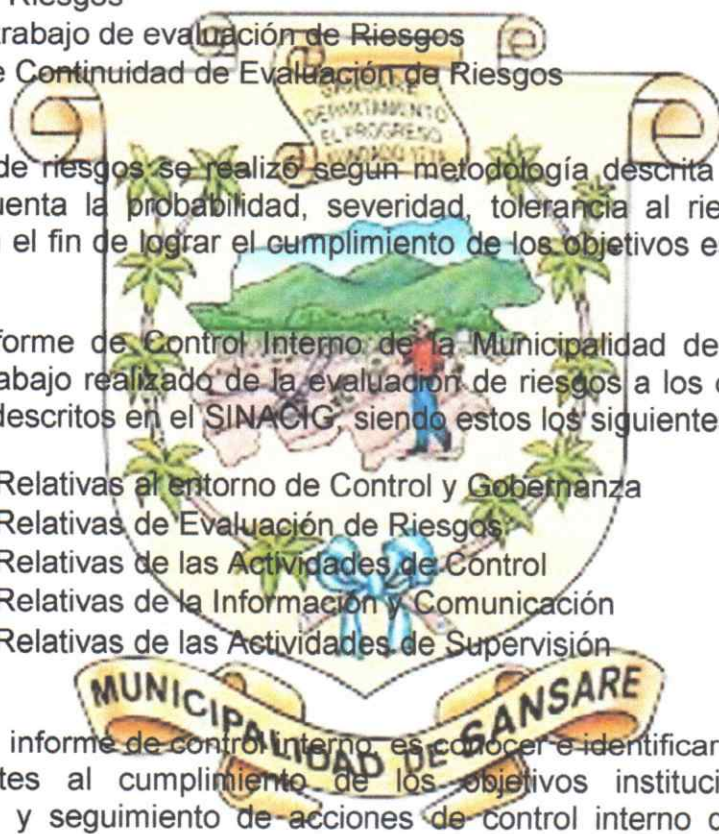 Riesgos
trabajo de evaluación de Riesgos
e Continuidad de Evaluación de Riesgos
SANSARE
DEPARTAMENTO
EL PROGRESO
de riesgos se realizó según metodología descrita
uenta la probabilidad, severidad, tolerancia al rie
el fin de lograr el cumplimiento de los objetivos e
forme de Control Interno de la Municipalidad de
abajo realizado de la evaluación de riesgos a los
descritos en el SINACIG, siendo estos los siguiente
Relativas al entorno de Control y Gobernanza
Relativas de Evaluación de Riesgos
Relativas de las Actividades de Control
Relativas de la Información y Comunicación
Relativas de las Actividades de Supervisión
MUNICIPALIDAD DE SANSARE
informe de control interno, es conocer e identificar
tes al cumplimiento de los objetivos instituci
y seguimiento de acciones de control interno